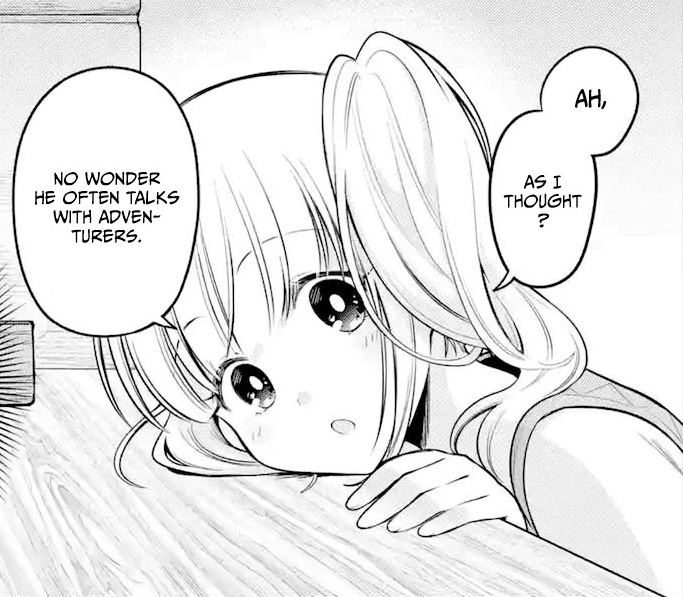 AH,
AS I
THOUGHT
?
NO WONDER
HE OFTEN TALKS
WITH ADVEN-
TURERS.